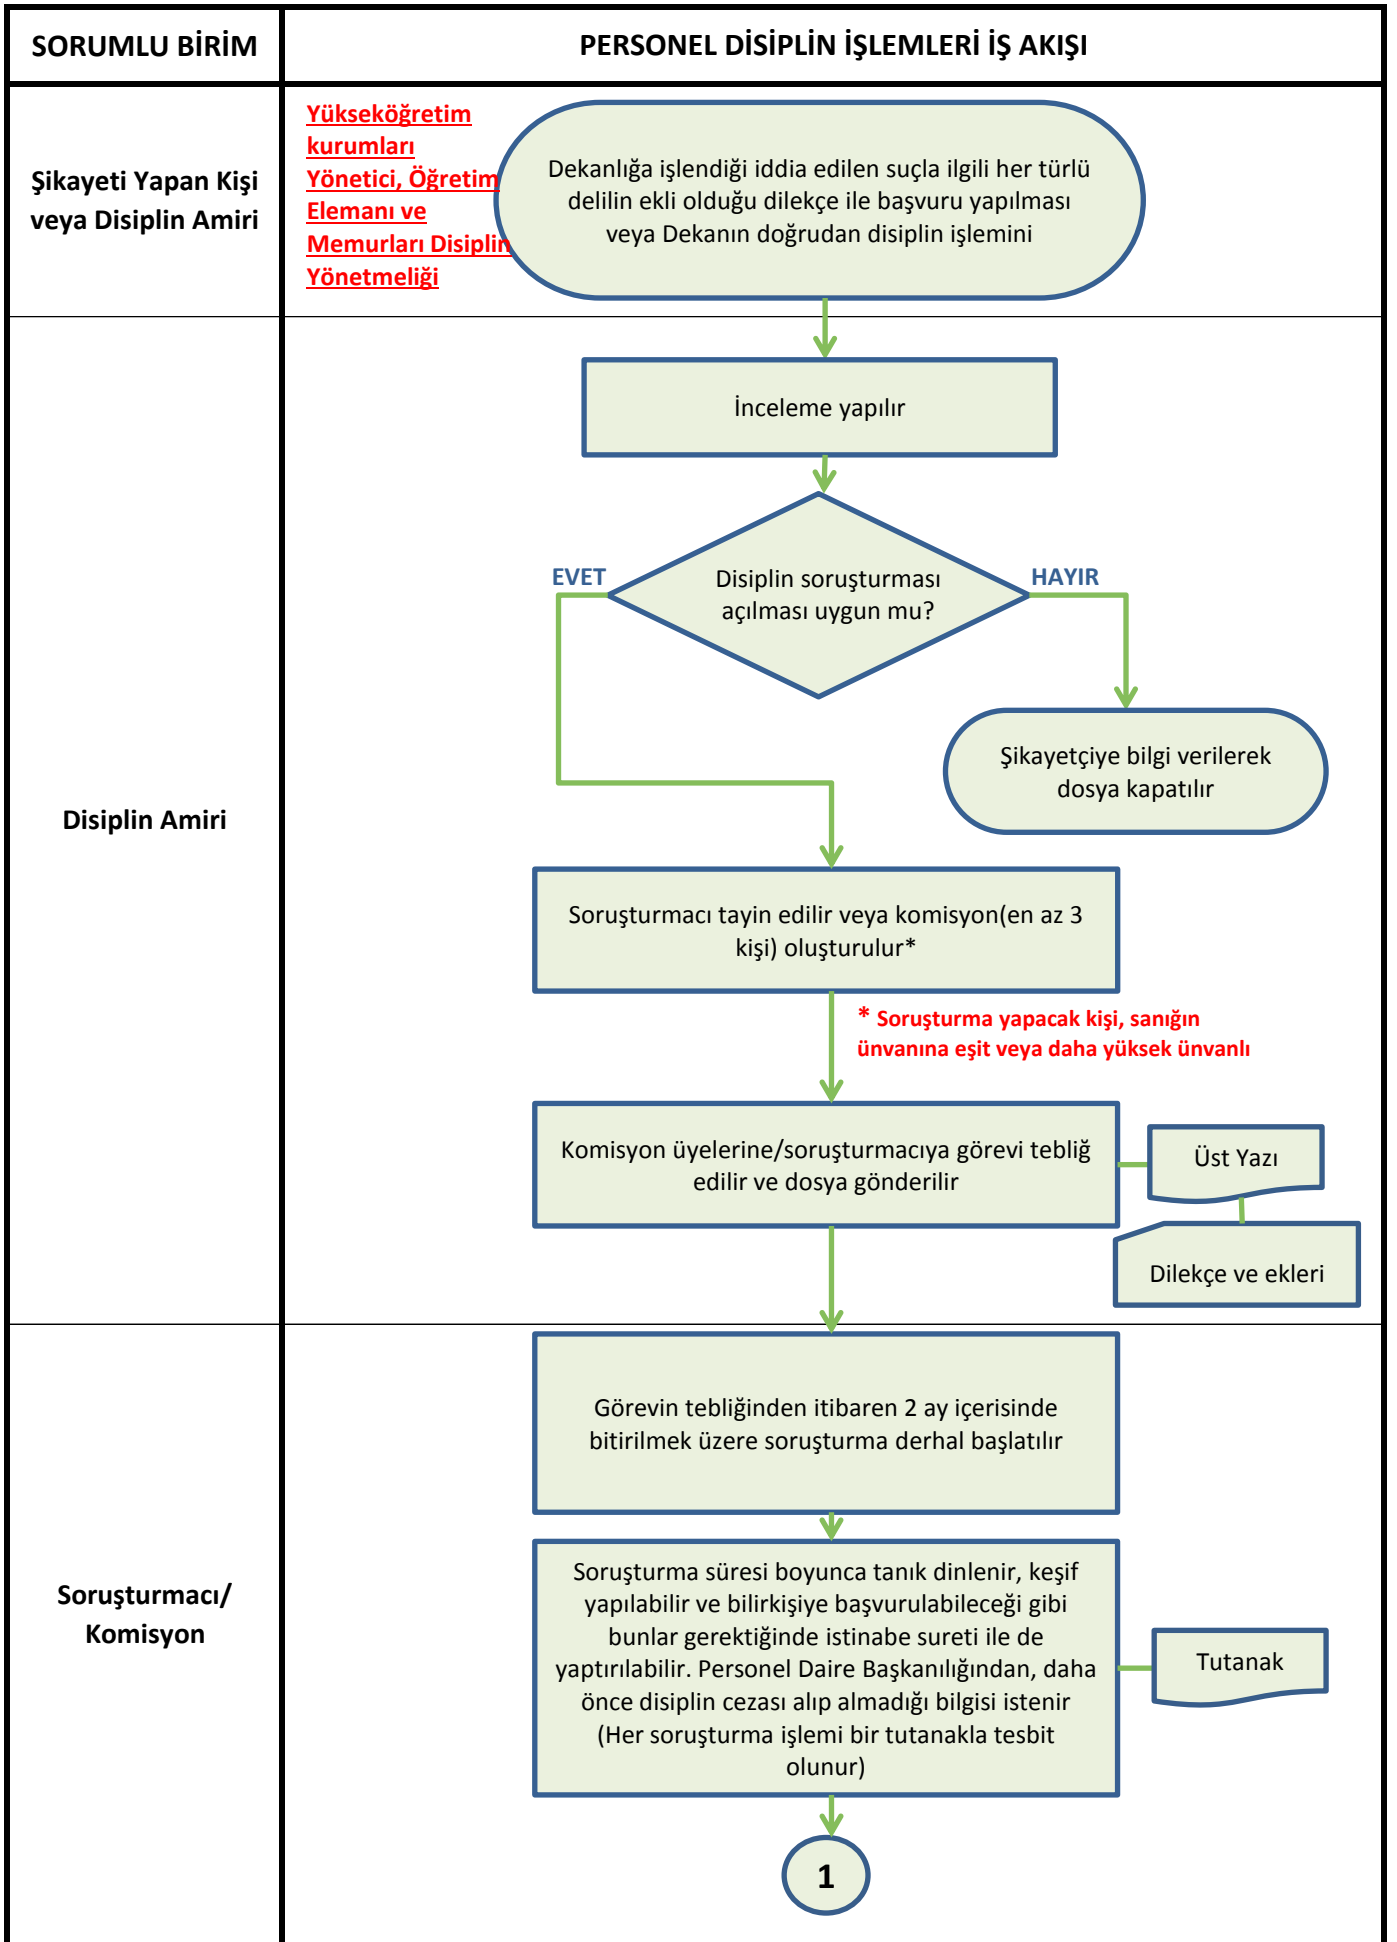 SORUMLU BİRİM
PERSONEL DİSİPLİN İŞLEMLERİ İŞ AKIŞI
Şikayeti Yapan Kişi
veya Disiplin Amiri
Yükseköğretim
kurumları
Yönetici, Öğretim
Elemanı ve
Memurları Disiplin
Yönetmeliği
Dekanlığa işlendiği iddia edilen suçla ilgili her türlü
delilin ekli olduğu dilekçe ile başvuru yapılması
veya Dekanın doğrudan disiplin işlemini
Disiplin Amiri
İnceleme yapılır
EVET
Disiplin soruşturması
açılması uygun mu?
HAYIR
Şikayetçiye bilgi verilerek
dosya kapatılır
Soruşturmacı tayin edilir veya komisyon(en az 3
kişi) oluşturulur*
* Soruşturma yapacak kişi, sanığın
ünvanına eşit veya daha yüksek ünvanlı
Komisyon üyelerine/soruşturmacıya görevi tebliğ
edilir ve dosya gönderilir
Üst Yazı
Dilekçe ve ekleri
Soruşturmacı/
Komisyon
Görevin tebliğinden itibaren 2 ay içerisinde
bitirilmek üzere soruşturma derhal başlatılır
Soruşturma süresi boyunca tanık dinlenir, keşif
yapılabilir ve bilirkişiye başvurulabileceği gibi
bunlar gerektiğinde istinabe sureti ile de
yaptırılabilir. Personel Daire Başkanılığından, daha
önce disiplin cezası alıp almadığı bilgisi istenir
(Her soruşturma işlemi bir tutanakla tesbit
olunur)
Tutanak
1